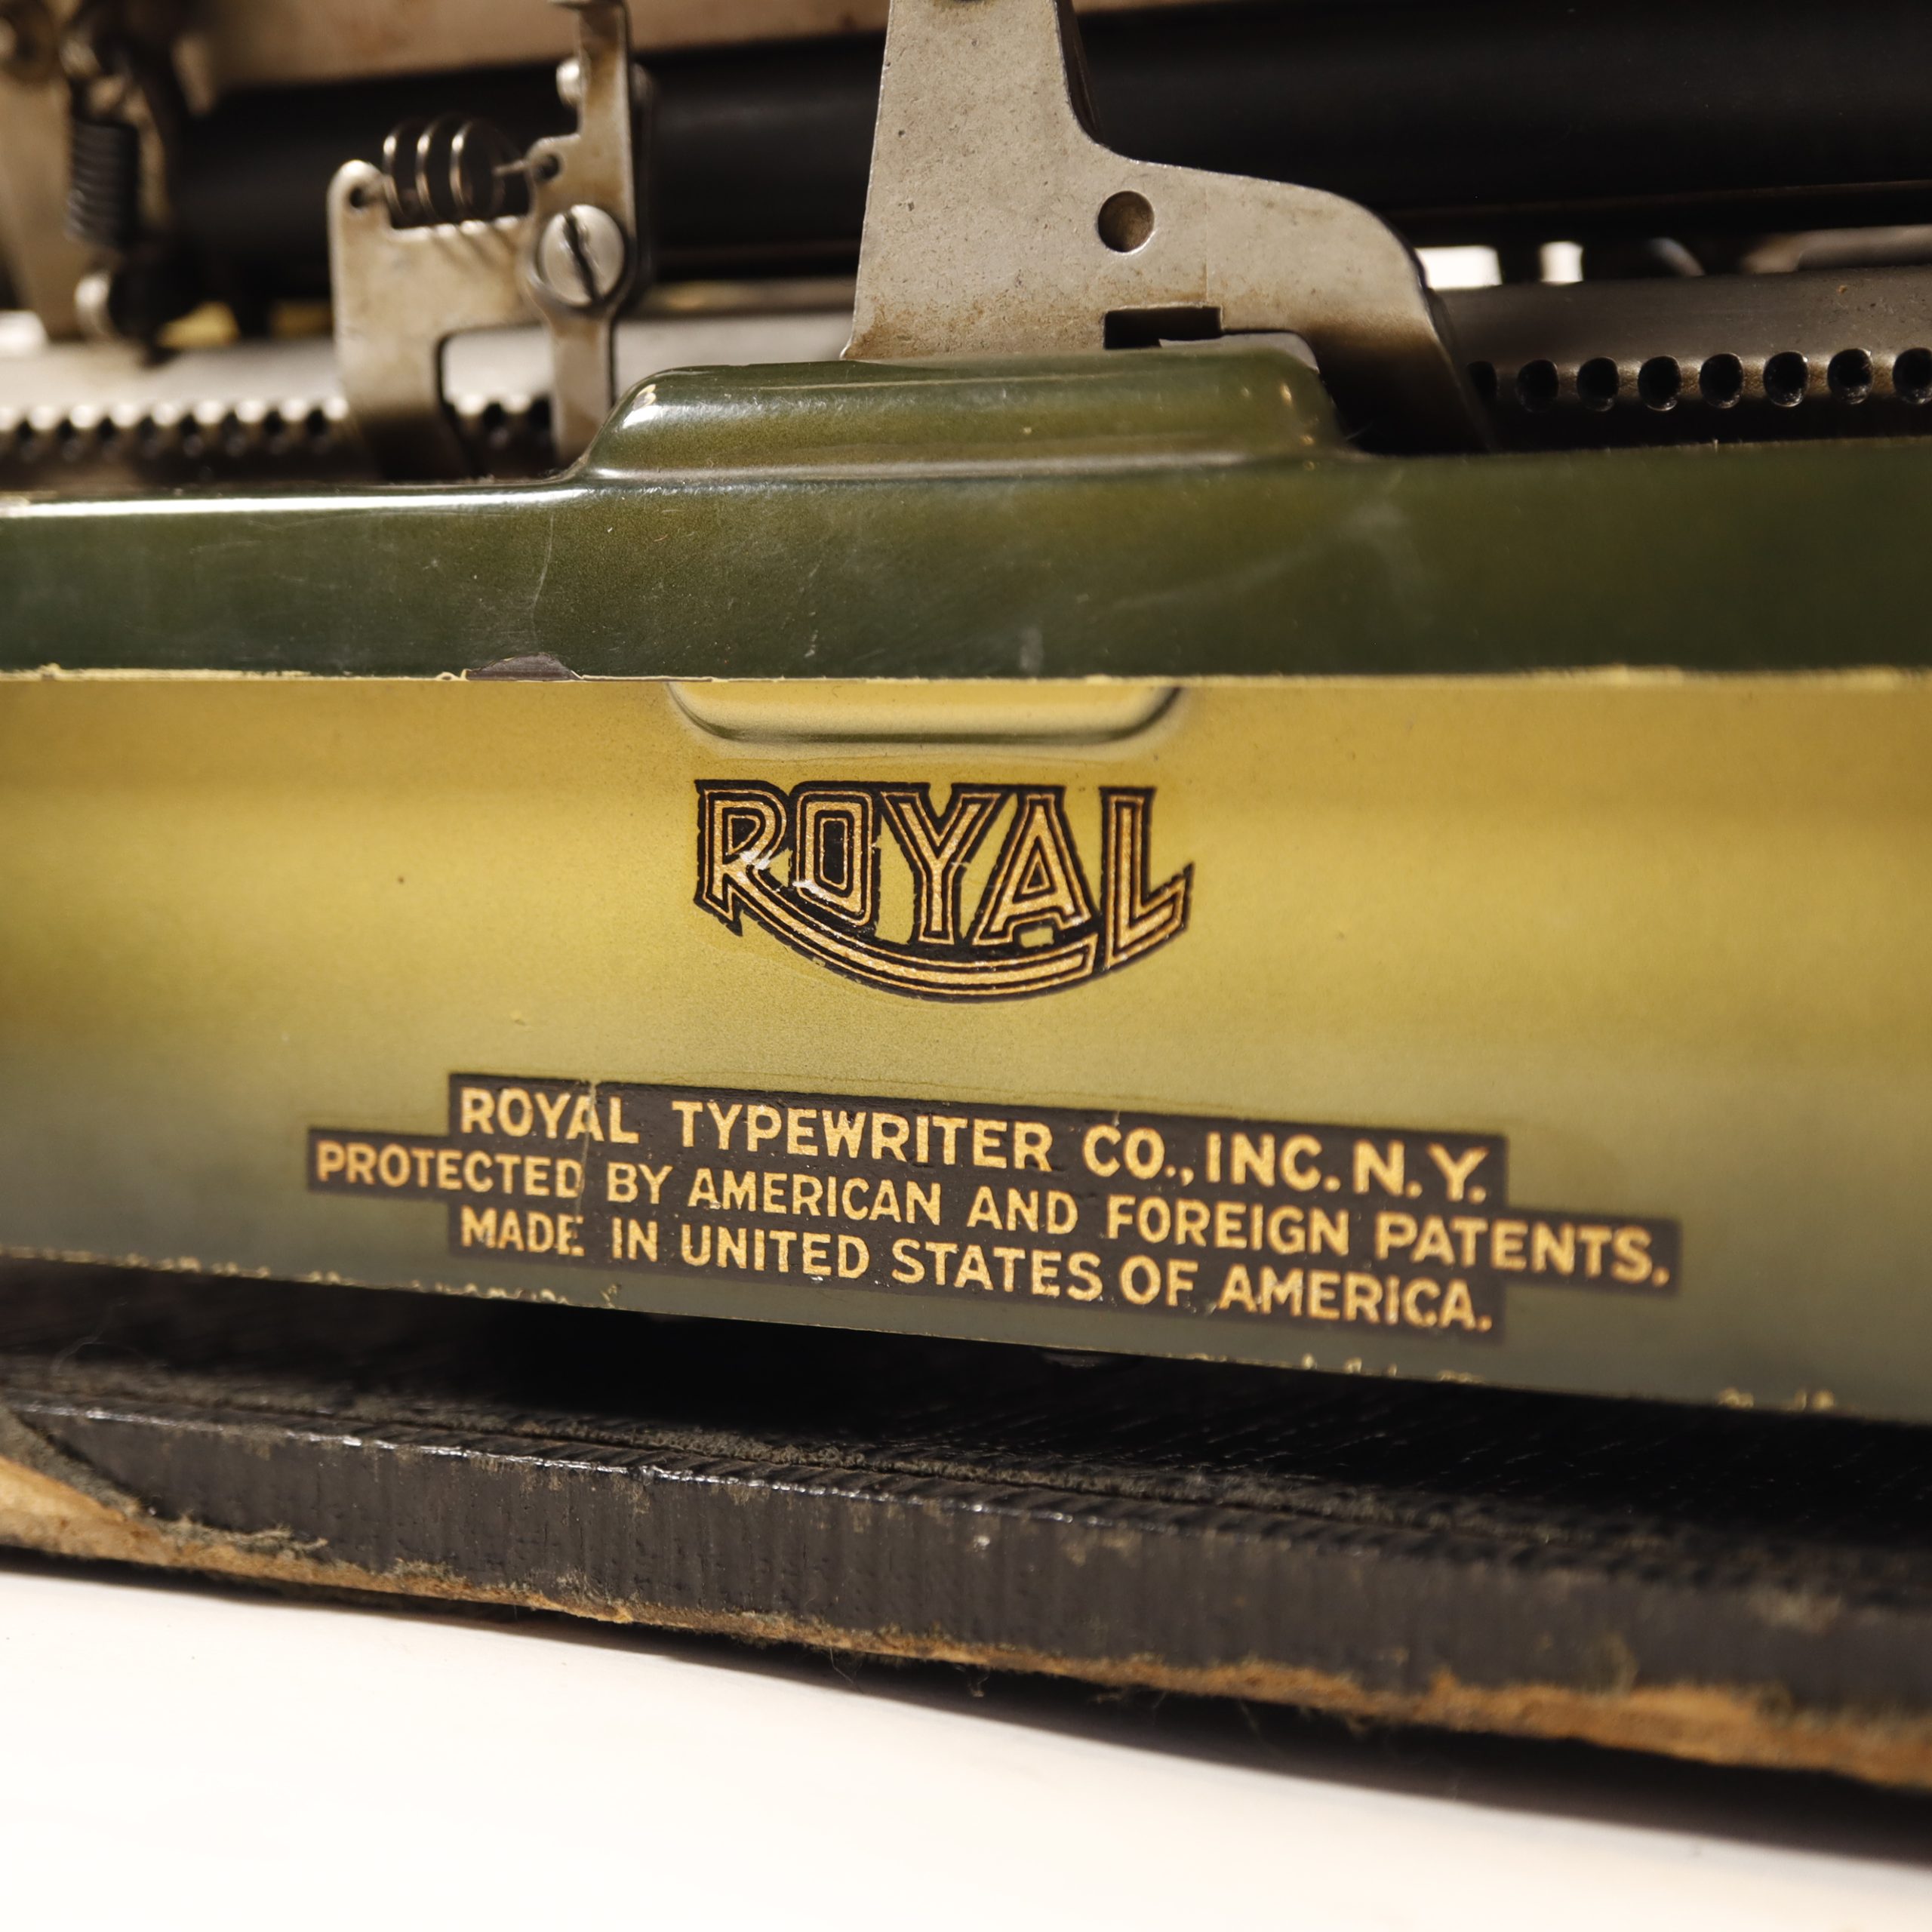 ROYAL
ROYAL TYPEWRITER CO., INC. N. Y.
PROTECTED BY AMERICAN AND FOREIGN PATENTS.
MADE IN UNITED STATES OF AMERICA.